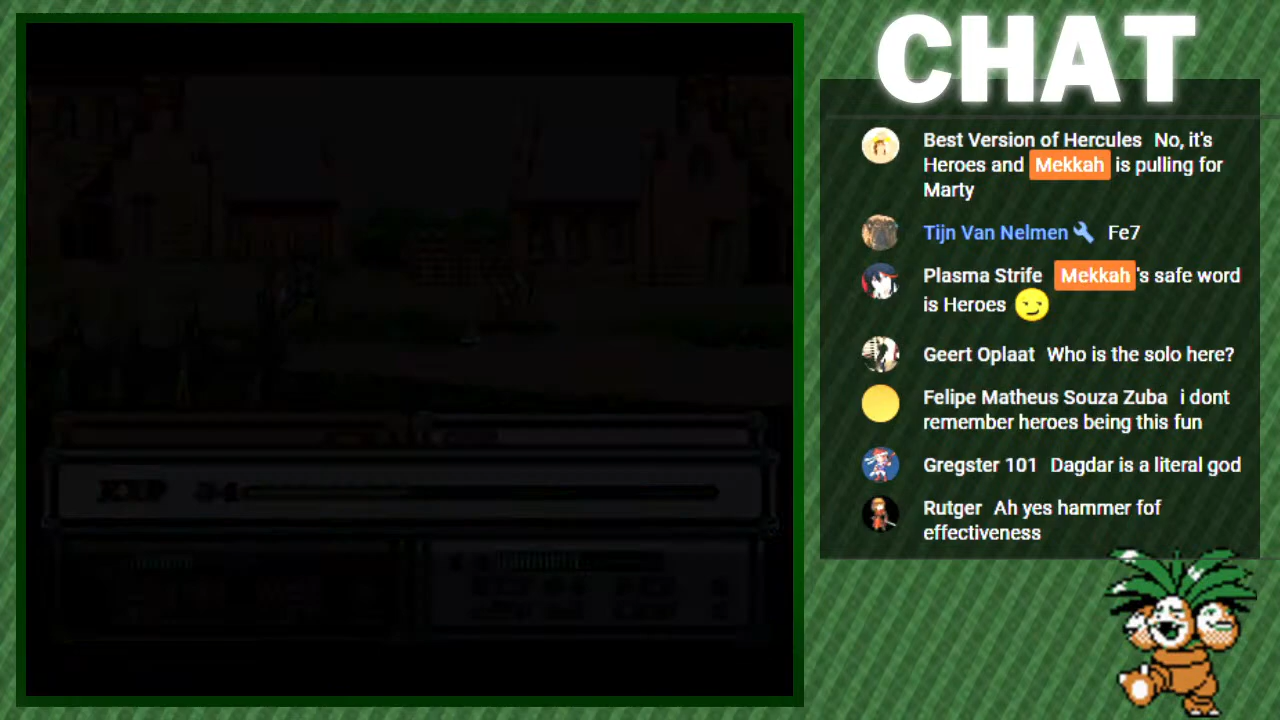 CHAT
Best Version of Hercules No, it's
Heroes and Mekkah is pulling for
Marty
Tijn Van Nelmen Fe7
Plasma Strife Mekkah's safe word
is Heroes
Geert Oplaat Who is the solo here?
Felipe Matheus Souza Zuba i dont
remember heroes being this fun
Gregster 101 Dagdar is a literal god
Rutger Ah yes hammer fof
effectiveness